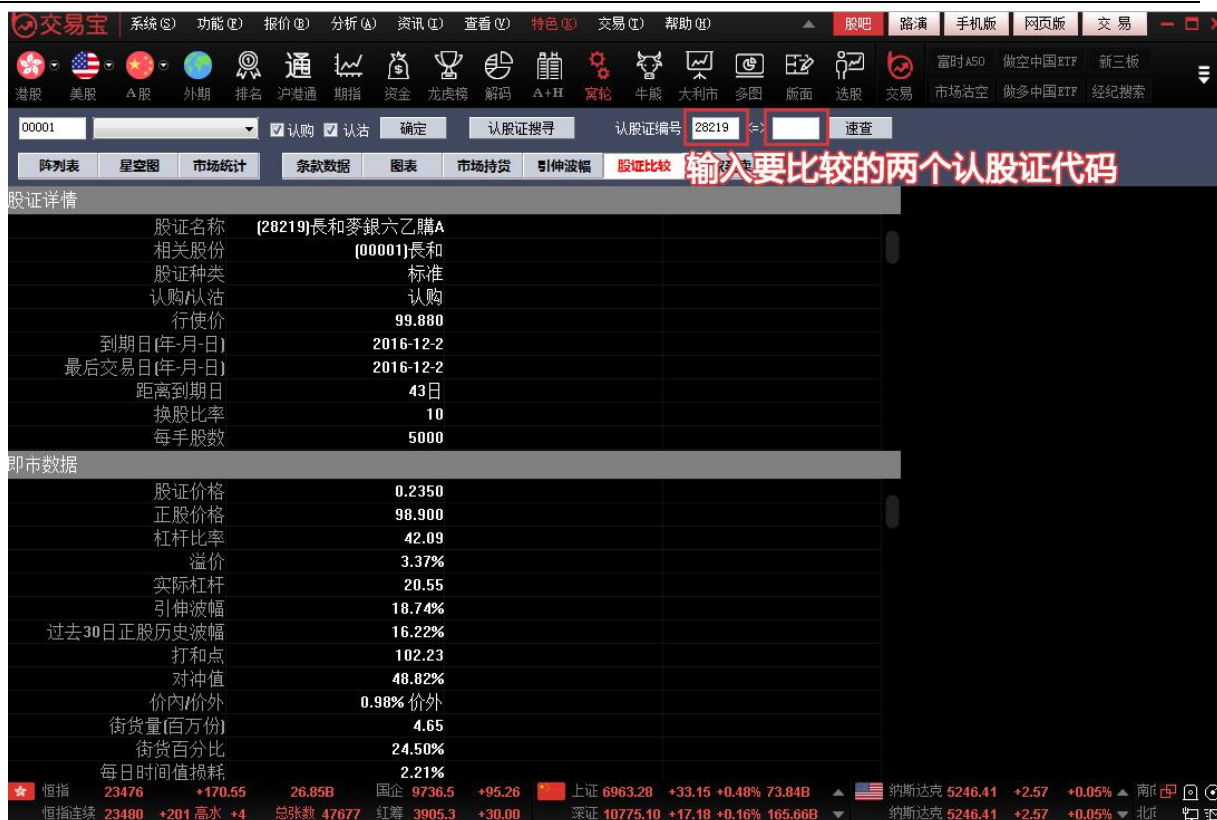 交易宝 系统(S) 功能(F) 报价(B) 分析(A) 资讯(I) 查看(V) 特色(K) 交易(T) 帮助(H) 股吧 路演 手机版 网页版 交 易
富时A50 做空中国ETF 新三板
港股 美股 A股 外期 排名 沪港通 期指 资金 龙虎榜 解码 A+H 窝轮 牛熊 大利市 多图 版面 选股 交易 市场沽空 做多中国ETF 经纪搜索
00001 认购 认沽 确定 认股证搜寻 认股证编号 28219 <=> 速查
阵列表 星空图 市场统计 条款数据 图表 市场持货 引伸波幅 股证比较
输入要比较的两个认股证代码
股证详情
股证名称 (28219)長和麥銀六乙購A
相关股份 (00001)長和
股证种类 标准
认购/认沽 认购
行使价 99.880
到期日(年-月-日) 2016-12-2
最后交易日(年-月-日) 2016-12-2
距离到期日 43日
换股比率 10
每手股数 5000
即市数据
股证价格 0.2350
正股价格 98.900
杠杆比率 42.09
溢价 3.37%
实际杠杆 20.55
引伸波幅 18.74%
过去30日正股历史波幅 16.22%
打和点 102.23
对冲值 48.82%
价内/价外 0.98% 价外
街货量(百万份) 4.65
街货百分比 24.50%
每日时间值损耗 2.21%
恒指 23476 +170.55 26.85B 国企 9736.5 +95.26 上证 6963.28 +33.15 +0.48% 73.84B 纳斯达克 5246.41 +2.57 +0.05%
恒指连续 23480 +201 高水 +4 总张数 47677 红筹 3905.3 +30.00 深证 10775.10 +17.18 +0.16% 165.66B 纳斯达克 5246.41 +2.57 +0.05%